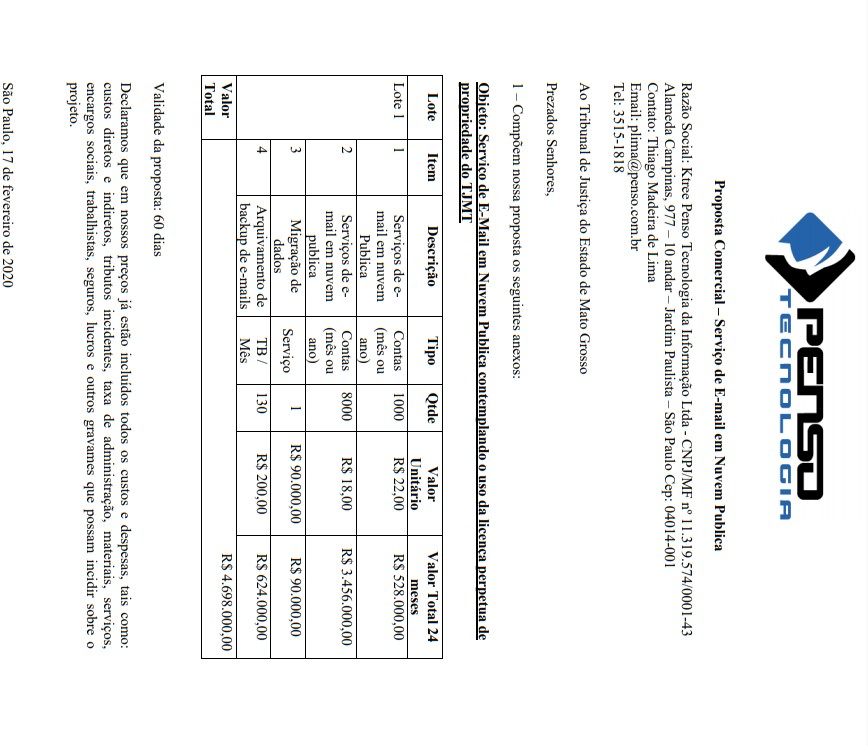 PENSO
TECNOLOGIA
Proposta Comercial – Serviço de E-mail em Nuvem Publica
Razão Social: Ktree Penso Tecnologia da Informação Ltda - CNPJ/MF nº 11.319.574/0001-43
Alameda Campinas, 977 – 10 andar – Jardim Paulista – São Paulo Cep: 04014-001
Contato: Thiago Madeira de Lima
Email: plima@penso.com.br
Tel: 3515-1818
Ao Tribunal de Justiça do Estado de Mato Grosso
Prezados Senhores,
1 – Compõem nossa proposta os seguintes anexos:
Objeto: Serviço de E-Mail em Nuvem Publica contemplando o uso da licença perpetua de
propriedade do TJMT
Lote Item Descrição Tipo Qtde Valor Unitário Valor Total 24 meses
Lote 1 1 Serviços de e-mail em nuvem Publica Contas (mês ou ano) 1000 R$ 22,00 R$ 528.000,00
2 Serviços de e-mail em nuvem publica Contas (mês ou ano) 8000 R$ 18,00 R$ 3.456.000,00
3 Migração de dados Serviço 1 R$ 90.000,00 R$ 90.000,00
4 Arquivamento de backup de e-mails TB / Mês 130 R$ 200,00 R$ 624.000,00
Valor Total R$ 4.698.000,00
Validade da proposta: 60 dias
Declaramos que em nossos preços já estão incluídos todos os custos e despesas, tais como:
custos diretos e indiretos, tributos incidentes, taxa de administração, materiais, serviços,
encargos sociais, trabalhistas, seguros, lucros e outros gravames que possam incidir sobre o
projeto.
São Paulo, 17 de fevereiro de 2020